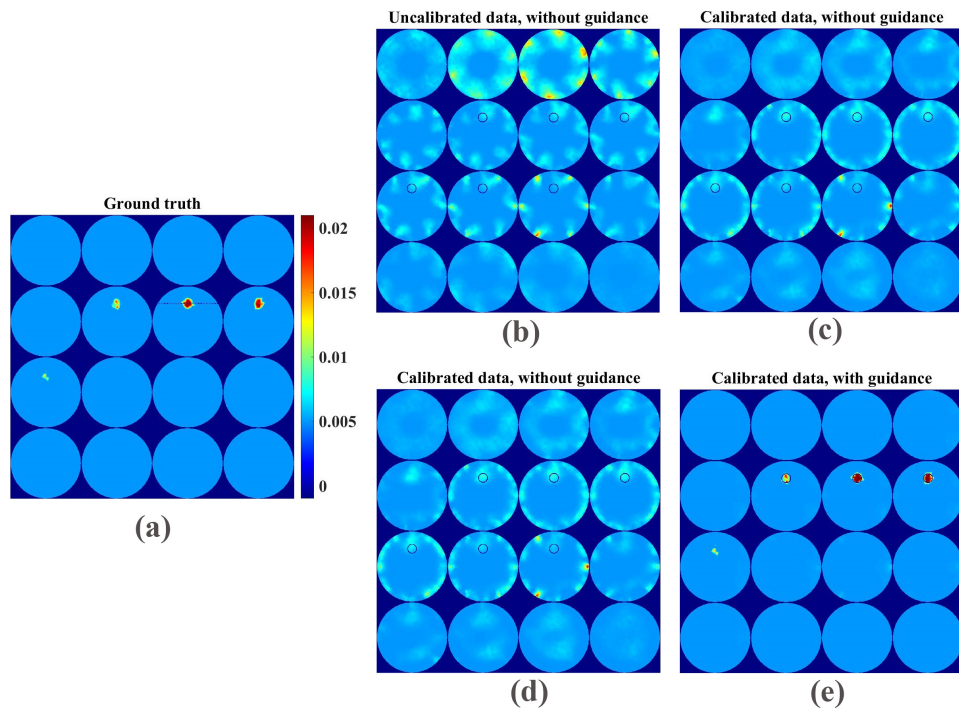 Uncalibrated data, without guidance
Calibrated data, without guidance
Ground truth
0.02
0.015
0.01
0.005
0
(a)
(b)
(c)
Calibrated data, without guidance
Calibrated data, with guidance
(d)
(e)